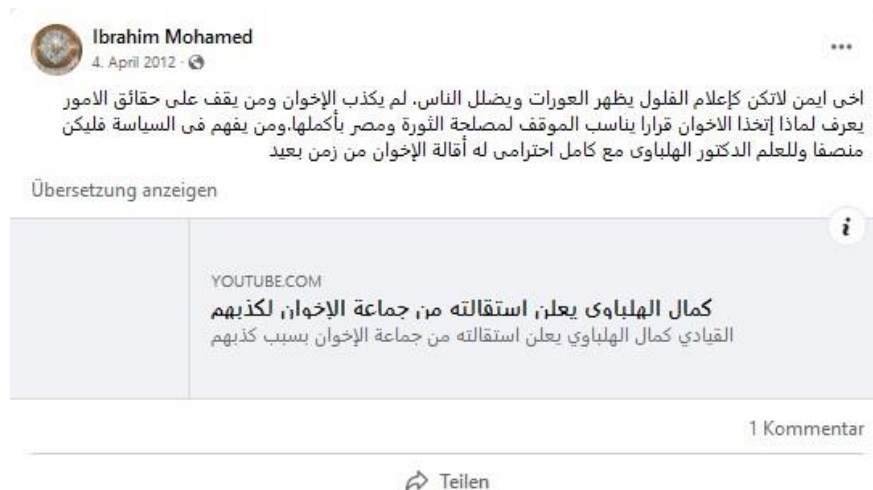 Ibrahim Mohamed
4. April 2012 ·
اخى ايمن لاتكن كإعلام الفلول يظهر العورات ويضلل الناس. لم يكذب الإخوان ومن يقف على حقائق الامور
يعرف لماذا إتخذا الاخوان قرارا يناسب الموقف لمصلحة الثورة ومصر بأكملها.ومن يفهم فى السياسة فليكن
منصفا وللعلم الدكتور الهلباوى مع كامل احترامى له أقالة الإخوان من زمن بعيد
Übersetzung anzeigen
YOUTUBE.COM
كمال الهلباوي يعلن استقالته من جماعة الإخوان لكذبهم
القيادي كمال الهلباوي يعلن استقالته من جماعة الإخوان بسبب كذبهم
1 Kommentar
Teilen